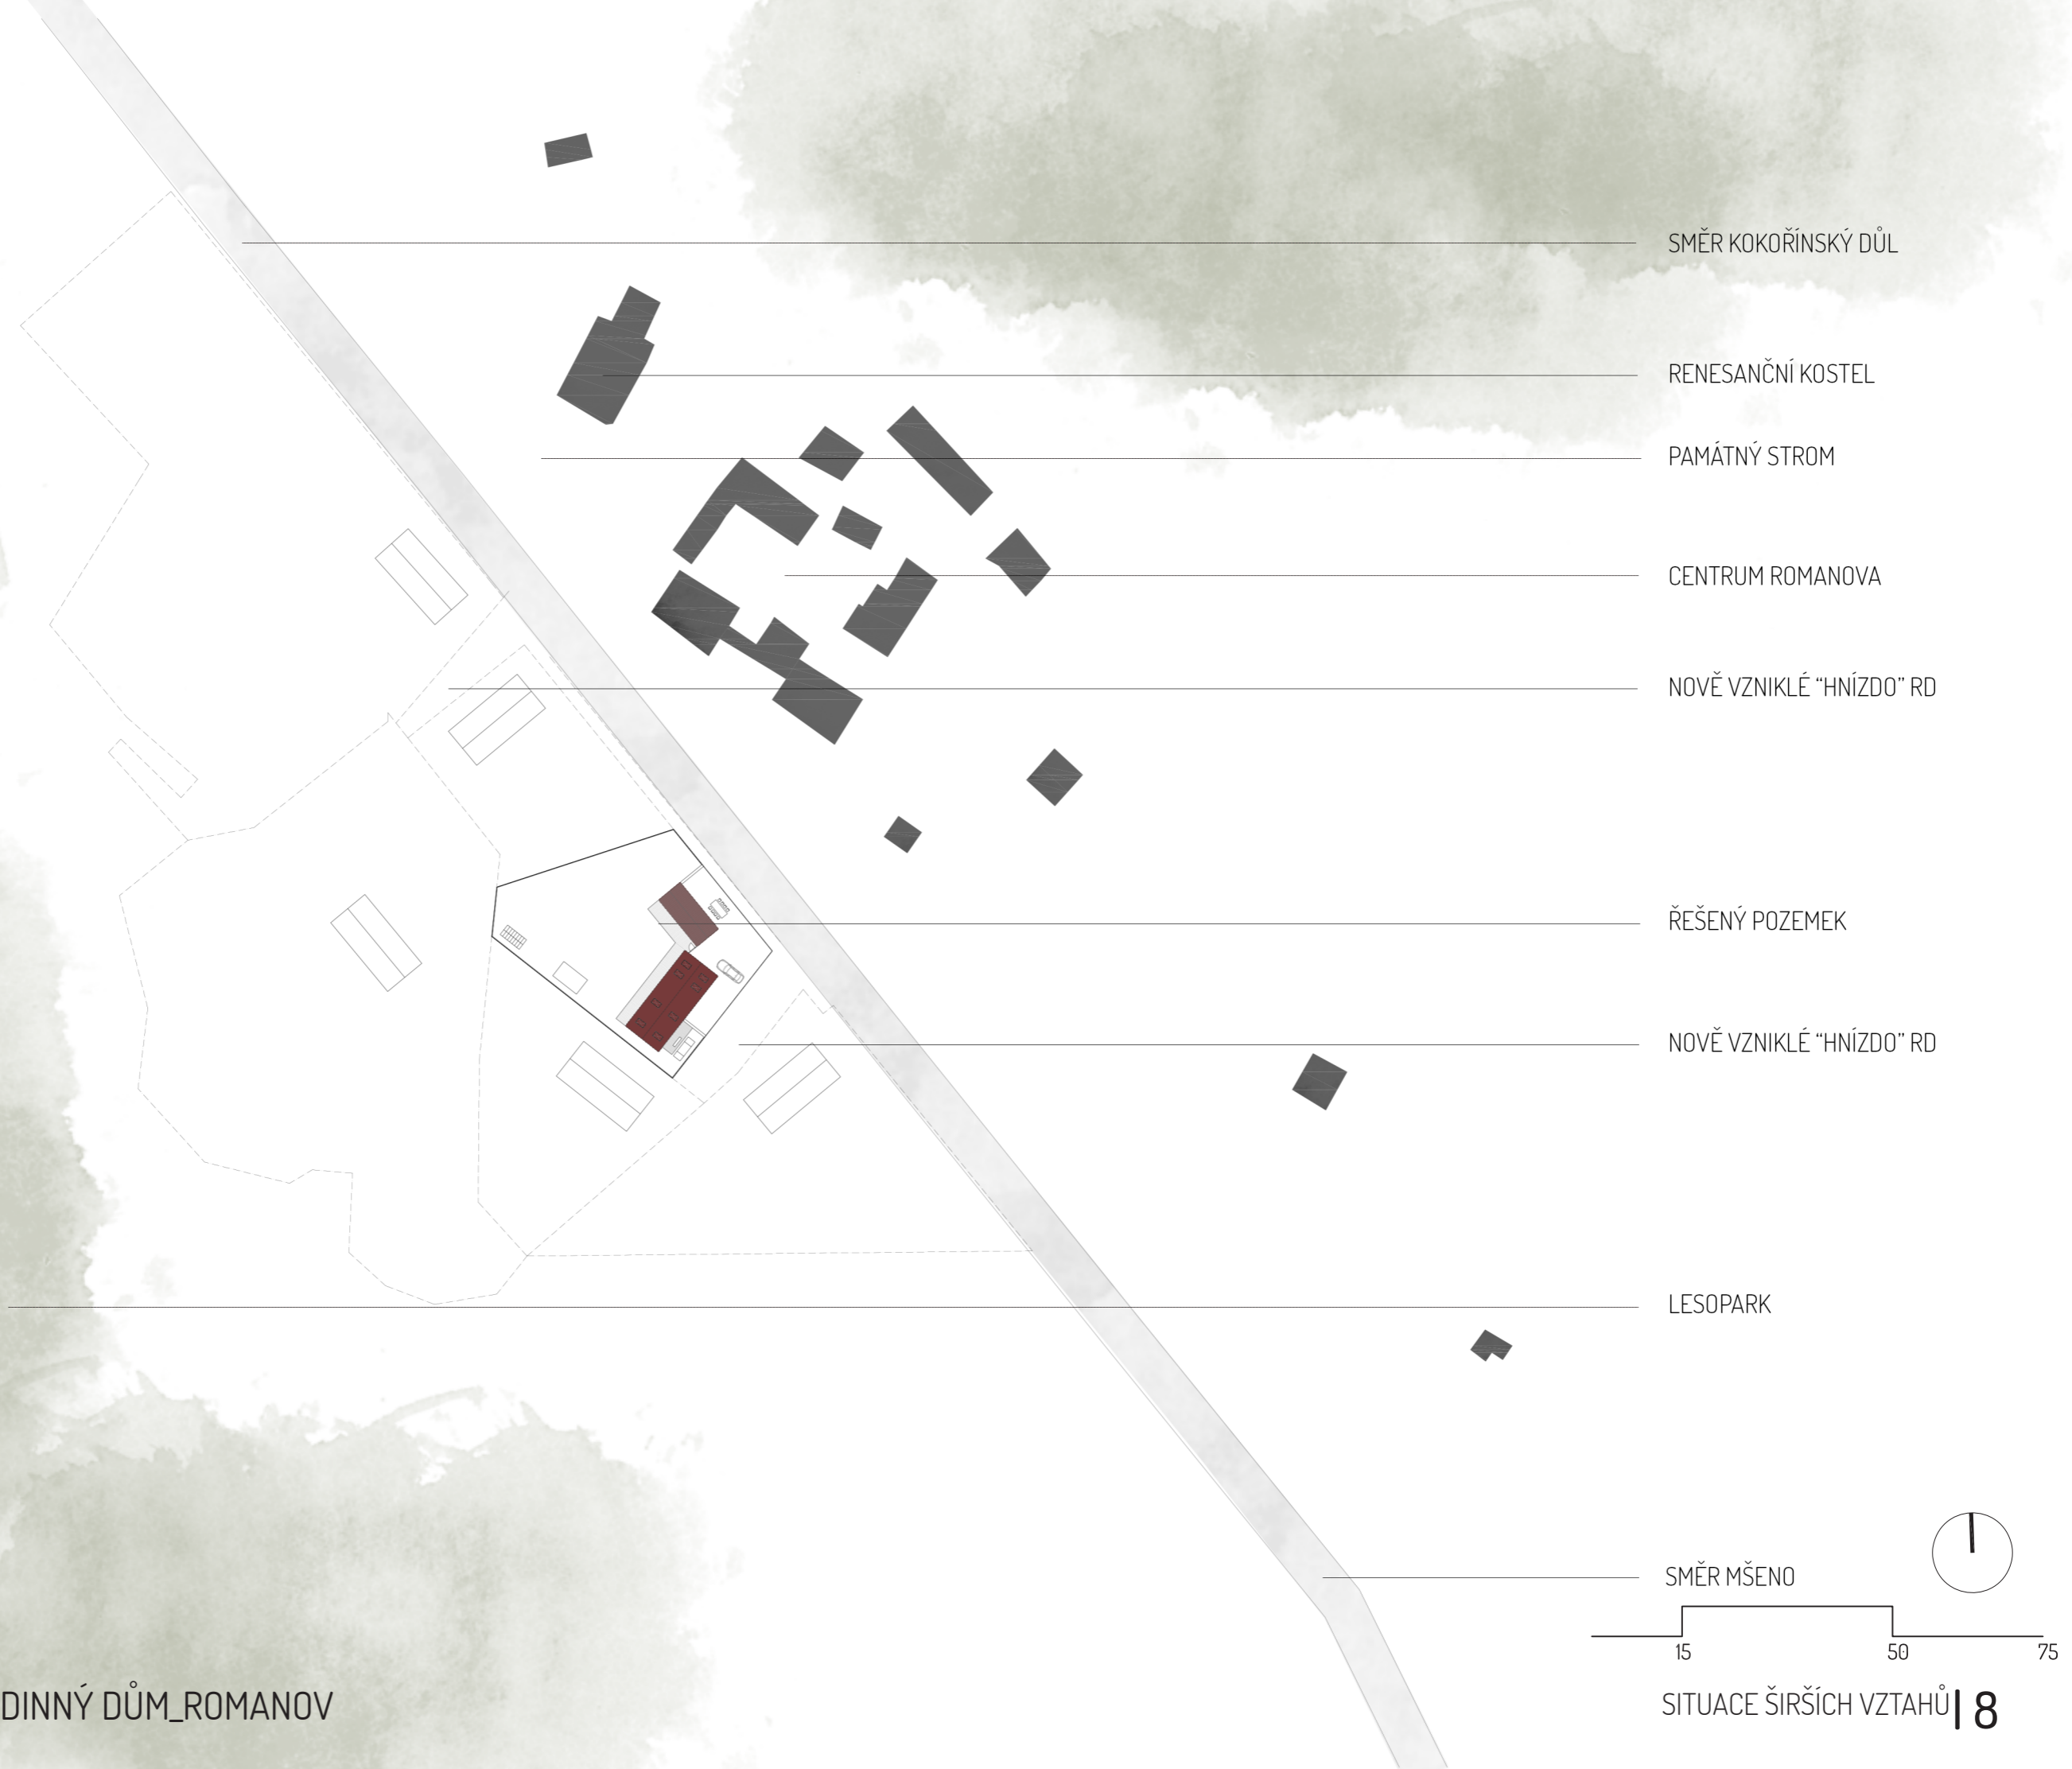 SMĚR KOKOŘÍNSKÝ DŮL
RENESANČNÍ KOSTEL
PAMÁTNÝ STROM
CENTRUM ROMANOVA
NOVĚ VZNIKLÉ “HNÍZDO” RD
ŘEŠENÝ POZEMEK
NOVĚ VZNIKLÉ “HNÍZDO” RD
LESOPARK
SMĚR MŠENO
15 50 75
DINNÝ DŮM_ROMANOV
SITUACE ŠIRŠÍCH VZTAHŮ| 8